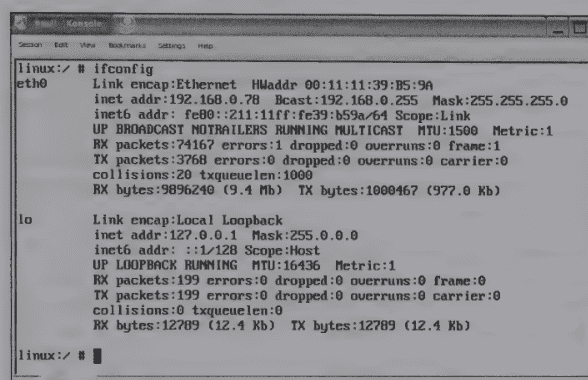 Konsole
Session Edit View Bookmarks Settings Help
linux:/ # ifconfig
eth0 Link encap:Ethernet HWaddr 00:11:11:39:B5:9A
inet addr:192.168.0.78 Bcast:192.168.0.255 Mask:255.255.255.0
inet6 addr: fe80::211:11ff:fe39:b59a/64 Scope:Link
UP BROADCAST NOTRAILERS RUNNING MULTICAST MTU:1500 Metric:1
RX packets:74167 errors:1 dropped:0 overruns:0 frame:1
TX packets:3768 errors:0 dropped:0 overruns:0 carrier:0
collisions:20 txqueuelen:1000
RX bytes:9896240 (9.4 Mb) TX bytes:1000467 (977.0 Kb)
lo Link encap:Local Loopback
inet addr:127.0.0.1 Mask:255.0.0.0
inet6 addr: ::1/128 Scope:Host
UP LOOPBACK RUNNING MTU:16436 Metric:1
RX packets:199 errors:0 dropped:0 overruns:0 frame:0
TX packets:199 errors:0 dropped:0 overruns:0 carrier:0
collisions:0 txqueuelen:0
RX bytes:12789 (12.4 Kb) TX bytes:12789 (12.4 Kb)
linux:/ #